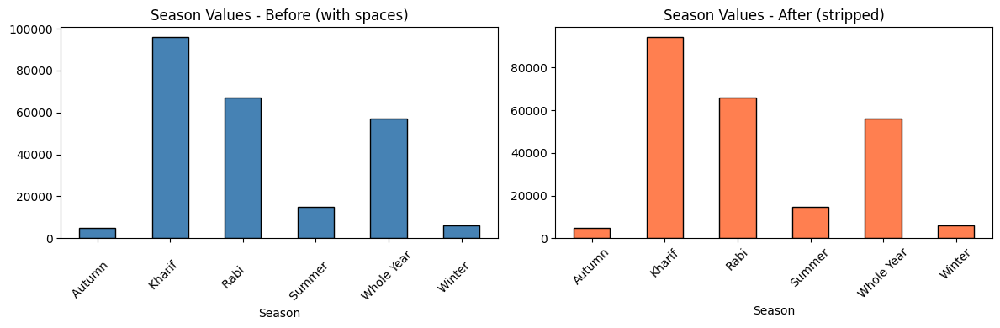 Season Values - Before (with spaces)
100000
80000
60000
40000
20000
0
Autumn
Kharif
Rabi
Summer
Whole Year
Winter
Season
Season Values - After (stripped)
80000
60000
40000
20000
0
Autumn
Kharif
Rabi
Summer
Whole Year
Winter
Season